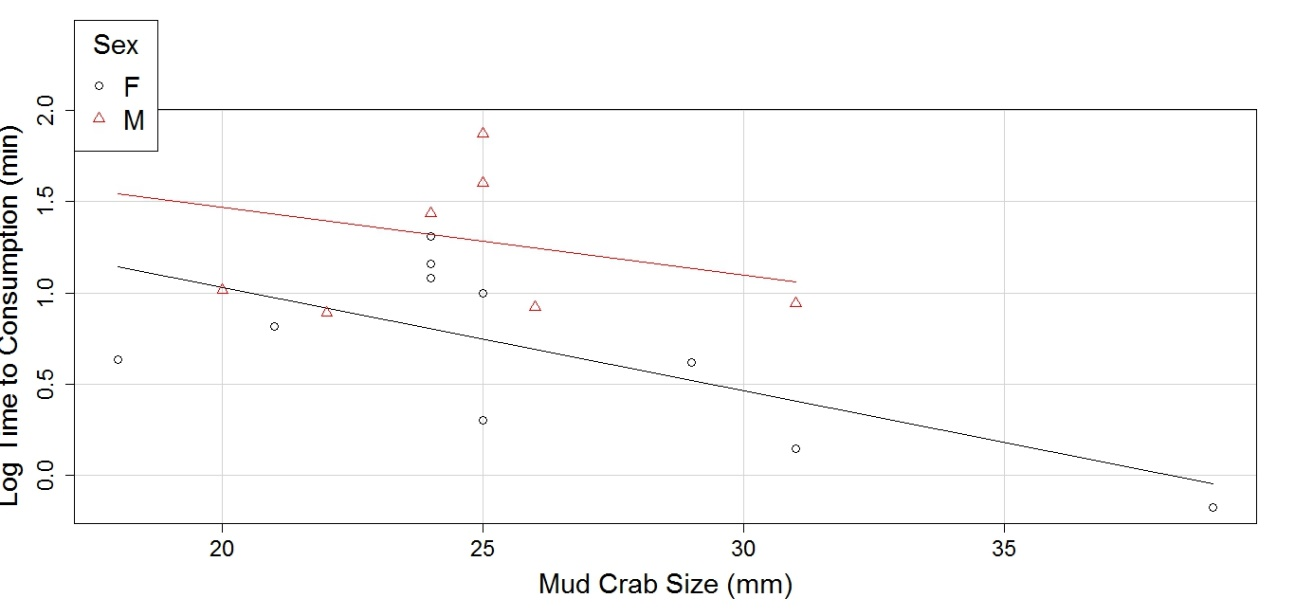 Sex
F
M
Log Time to Consumption (min)
2.0
1.5
1.0
0.5
0.0
20 25 30 35
Mud Crab Size (mm)